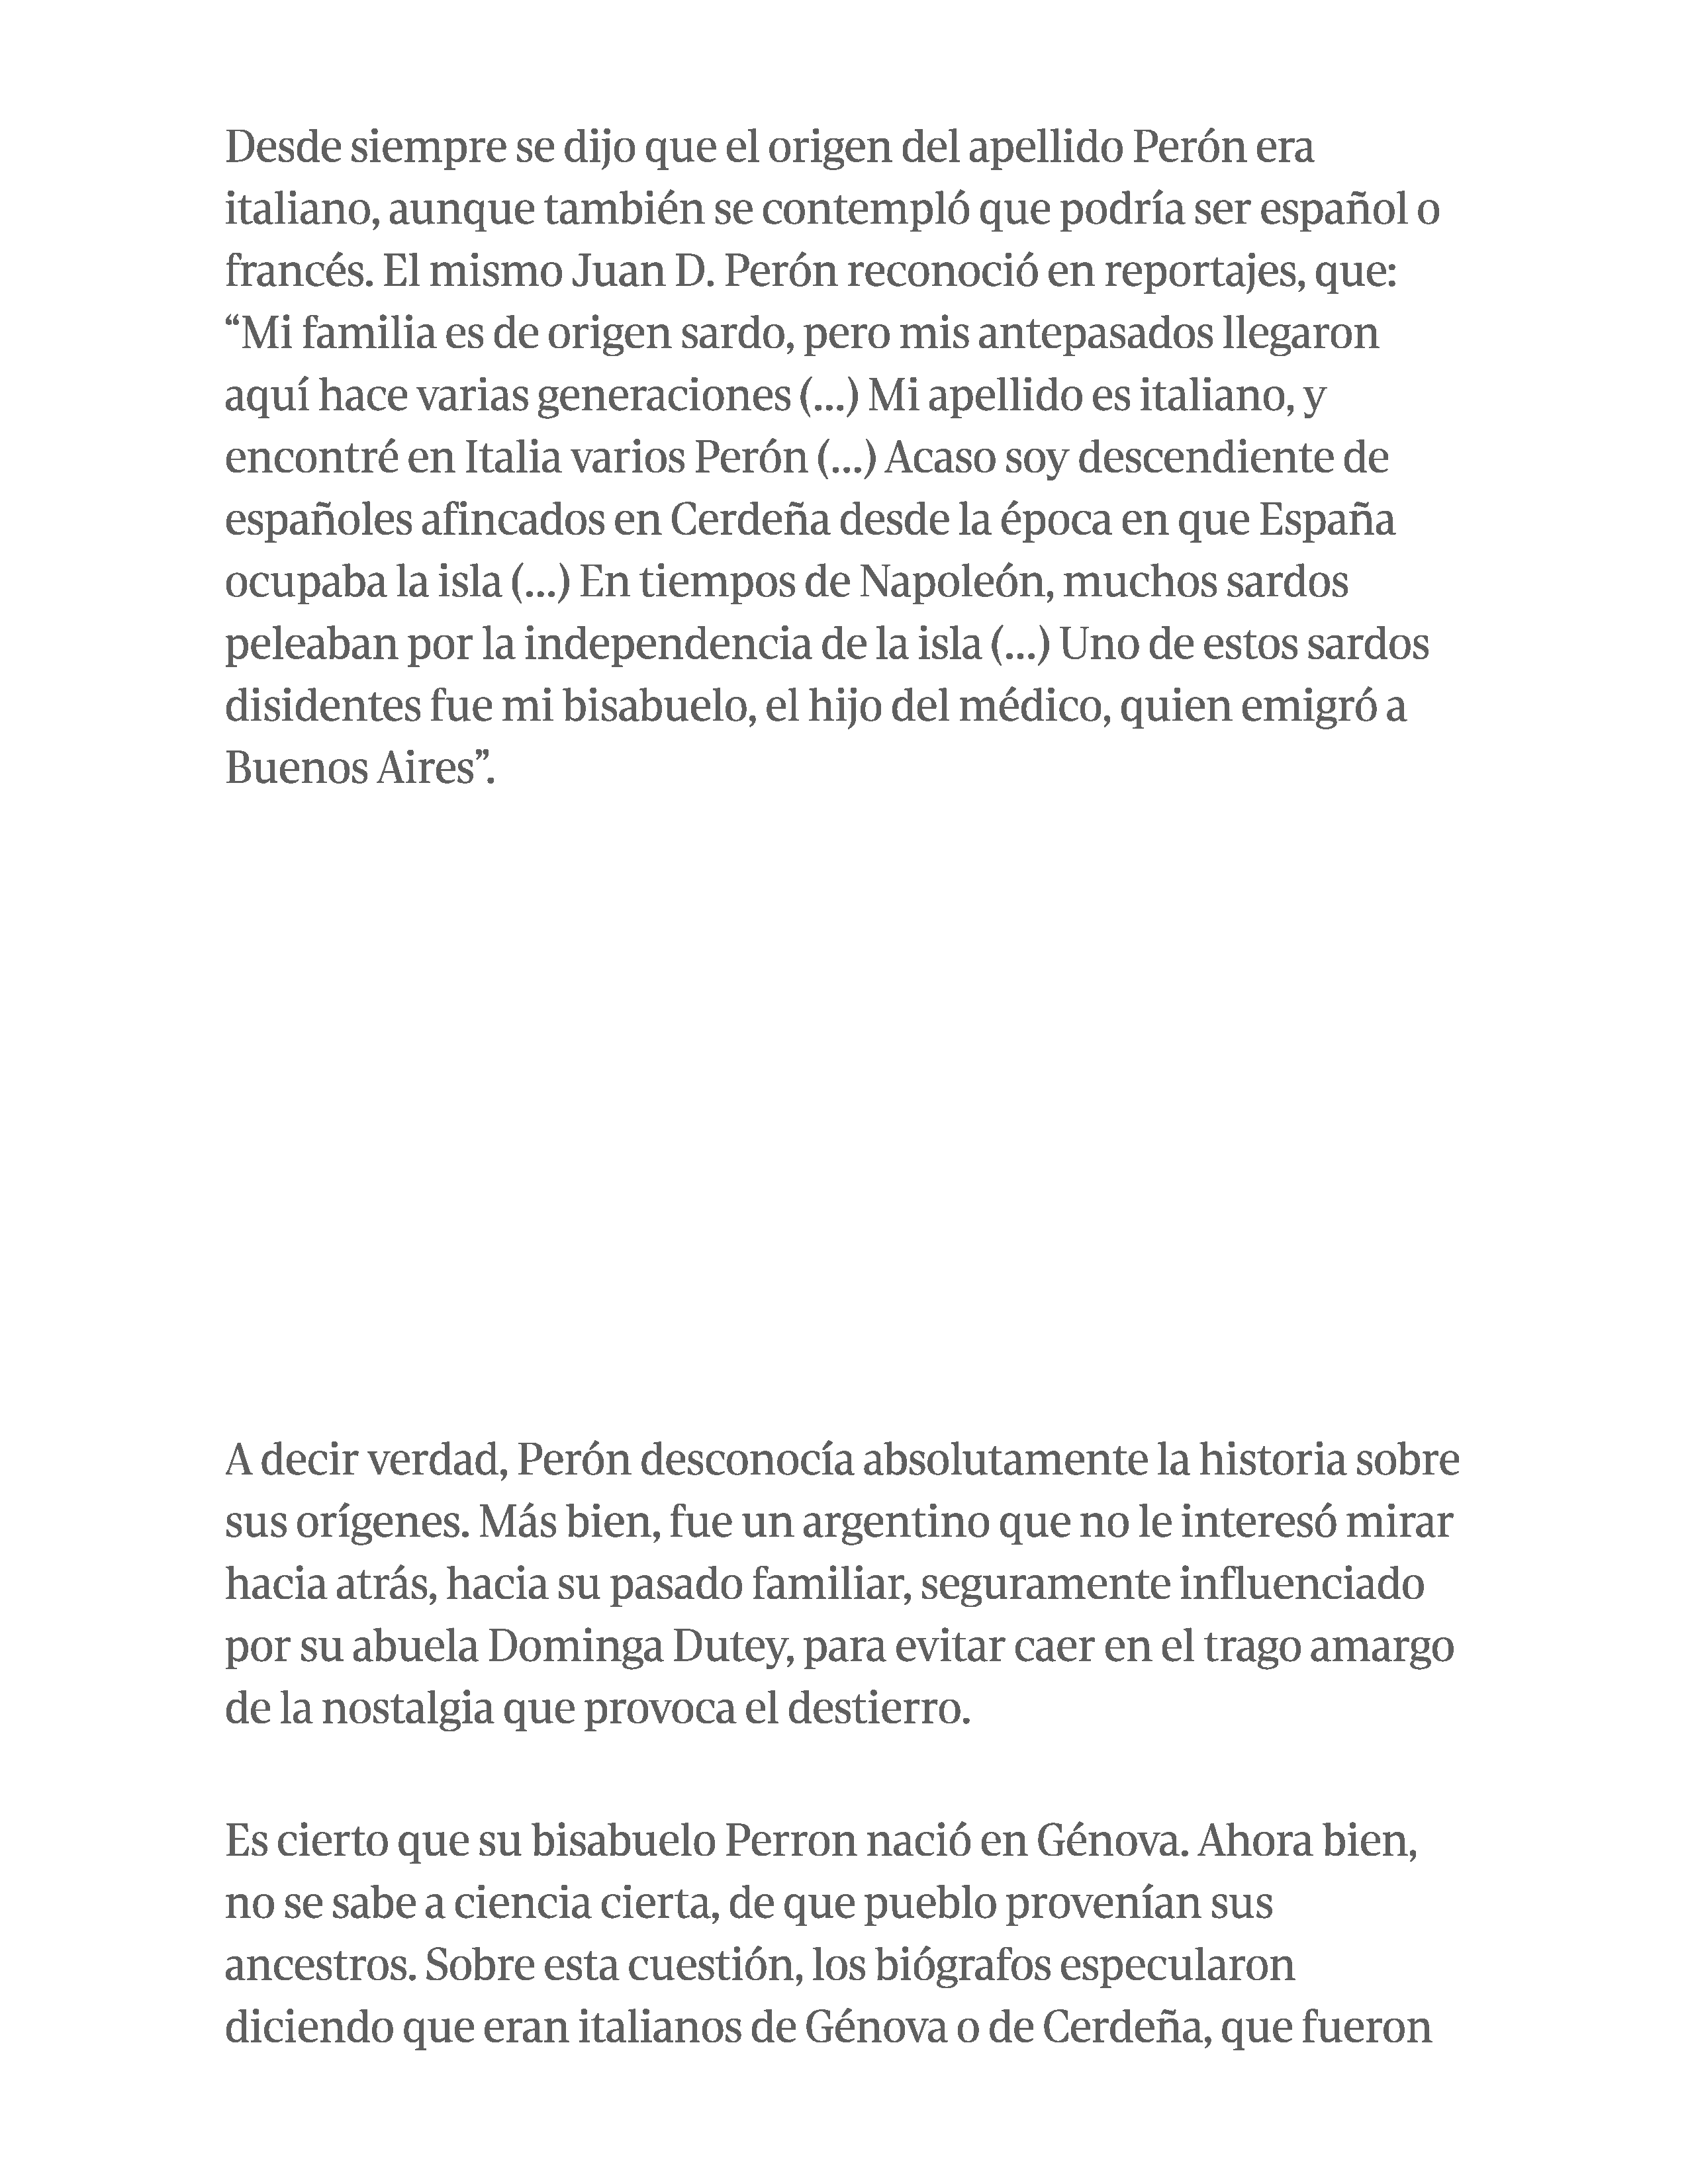 Desde siempre se dijo que el origen del apellido Perón era
italiano, aunque también se contempló que podría ser español o
francés. El mismo Juan D. Perón reconoció en reportajes, que:
“Mi familia es de origen sardo, pero mis antepasados llegaron
aquí hace varias generaciones (...) Mi apellido es italiano, y
encontré en Italia varios Perón (...) Acaso soy descendiente de
españoles afincados en Cerdeña desde la época en que España
ocupaba la isla (...) En tiempos de Napoleón, muchos sardos
peleaban por la independencia de la isla (...) Uno de estos sardos
disidentes fue mi bisabuelo, el hijo del médico, quien emigró a
Buenos Aires”.
A decir verdad, Perón desconocía absolutamente la historia sobre
sus orígenes. Más bien, fue un argentino que no le interesó mirar
hacia atrás, hacia su pasado familiar, seguramente influenciado
por su abuela Dominga Dutey, para evitar caer en el trago amargo
de la nostalgia que provoca el destierro.
Es cierto que su bisabuelo Perron nació en Génova. Ahora bien,
no se sabe a ciencia cierta, de que pueblo provenían sus
ancestros. Sobre esta cuestión, los biógrafos especularon
diciendo que eran italianos de Génova o de Cerdeña, que fueron